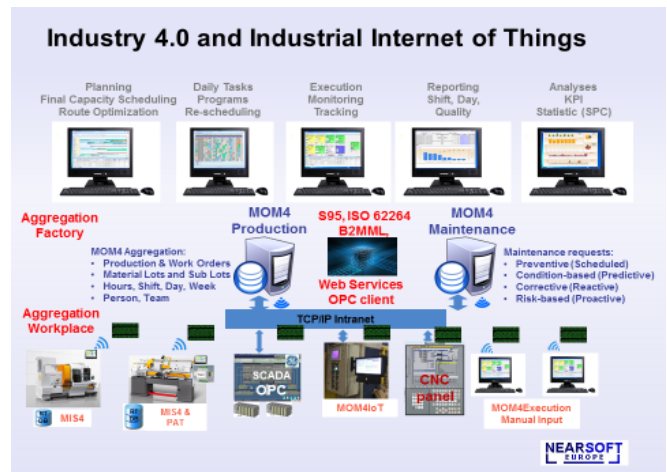 Industry 4.0 and Industrial Internet of Things
Planning
Final Capacity Scheduling
Route Optimization
Daily Tasks
Programs
Re-scheduling
Execution
Monitoring
Tracking
Reporting
Shift, Day,
Quality
Analyses
KPI
Statistic (SPC)
Aggregation
Factory
MOM4
Production
S95, ISO 62264
B2MML,
Web Services
OPC client
MOM4
Maintenance
MOM4 Aggregation:
• Production & Work Orders
• Material Lots and Sub Lots
• Hours, Shift, Day, Week
• Person, Team
Maintenance requests:
• Preventive (Scheduled)
• Condition-based (Predictive)
• Corrective (Reactive)
• Risk-based (Proactive)
Aggregation
Workplace
TCP/IP Intranet
MIS4
MIS4 &
PAT
SCADA
OPC
MOM4IoT
CNC
panel
MOM4Execution
Manual Input
NEARSOFT
EUROPE